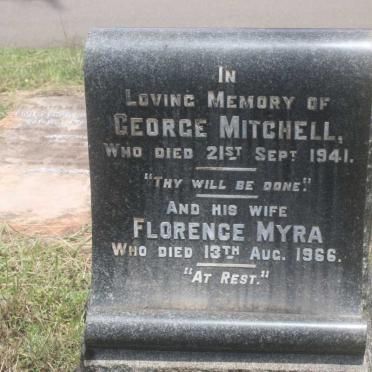 IN
LOVING MEMORY OF
GEORGE MITCHELL,
WHO DIED 21ST SEPT 1941.
"THY WILL BE DONE".
AND HIS WIFE
FLORENCE MYRA
WHO DIED 13TH AUG. 1966.
"AT REST."